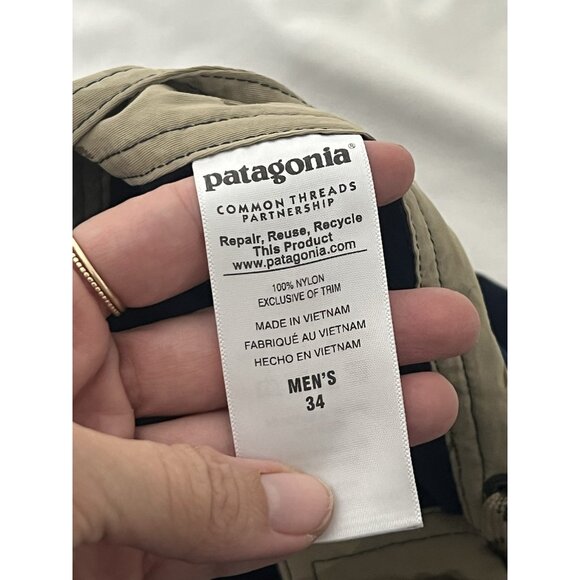 patagonia®
COMMON THREADS
PARTNERSHIP
Repair, Reuse, Recycle
This Product
www.patagonia.com
100% NYLON
EXCLUSIVE OF TRIM
MADE IN VIETNAM
FABRIQUÉ AU VIETNAM
HECHO EN VIETNAM
MEN'S
34